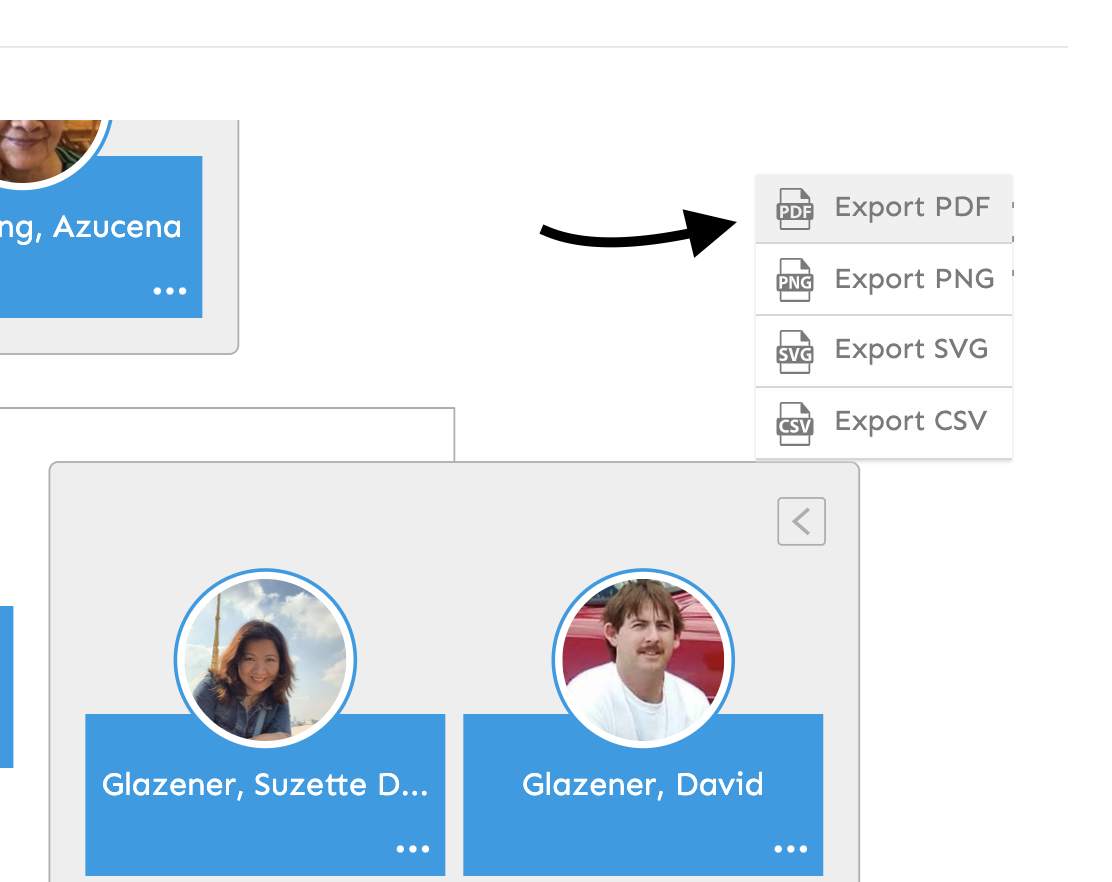 ng, Azucena
PDF Export PDF
PNG Export PNG
SVG Export SVG
CSV Export CSV
Glazener, Suzette D...
Glazener, David